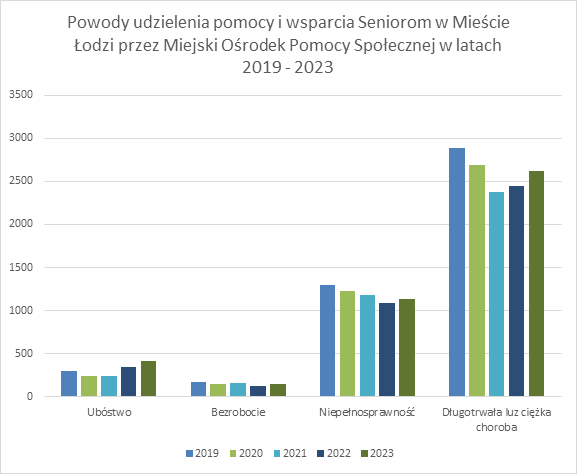 Powody udzielenia pomocy i wsparcia Seniorom w Mieście
Łodzi przez Miejski Ośrodek Pomocy Społecznej w latach
2019 - 2023
3500
3000
2500
2000
1500
1000
500
0
Ubóstwo
Bezrobocie
Niepełnosprawność
Długotrwała luz ciężka
choroba
2019 2020 2021 2022 2023